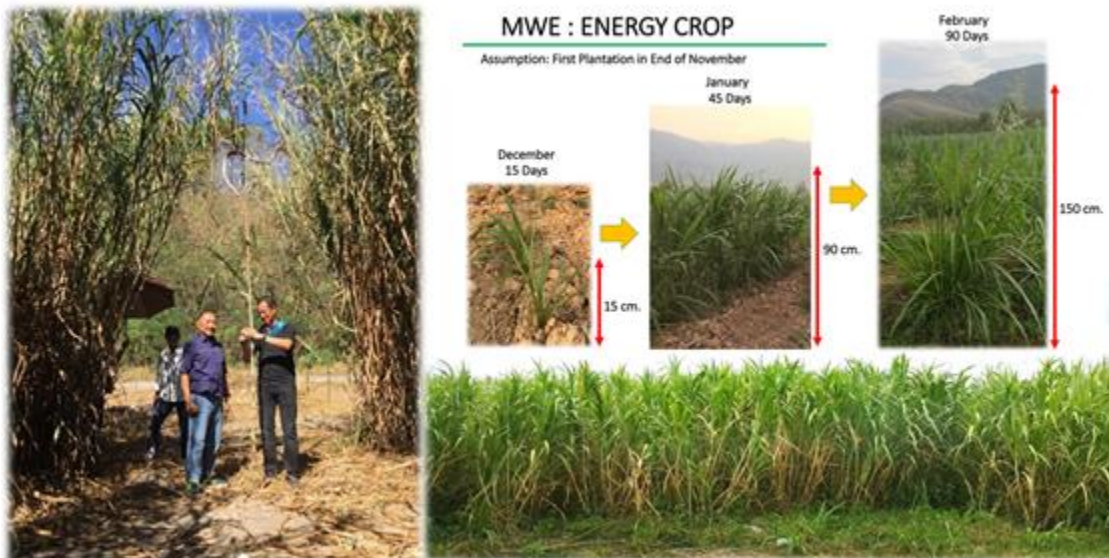 MWE : ENERGY CROP
Assumption: First Plantation in End of November
December
15 Days
15 cm.
January
45 Days
90 cm.
February
90 Days
150 cm.